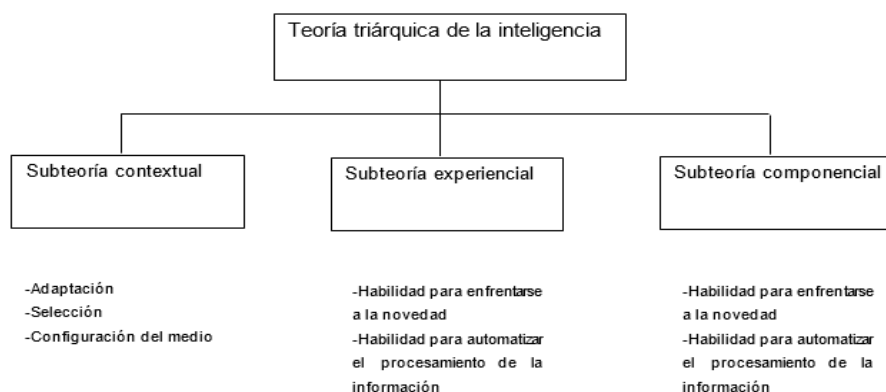 Teoría triárquica de la inteligencia
Subteoría contextual
Subteoría experiencial
Subteoría componencial
-Adaptación
-Selección
-Configuración del medio
-Habilidad para enfrentarse
a la novedad
-Habilidad para automatizar
el procesamiento de la
información
-Habilidad para enfrentarse
a la novedad
-Habilidad para automatizar
el procesamiento de la
información